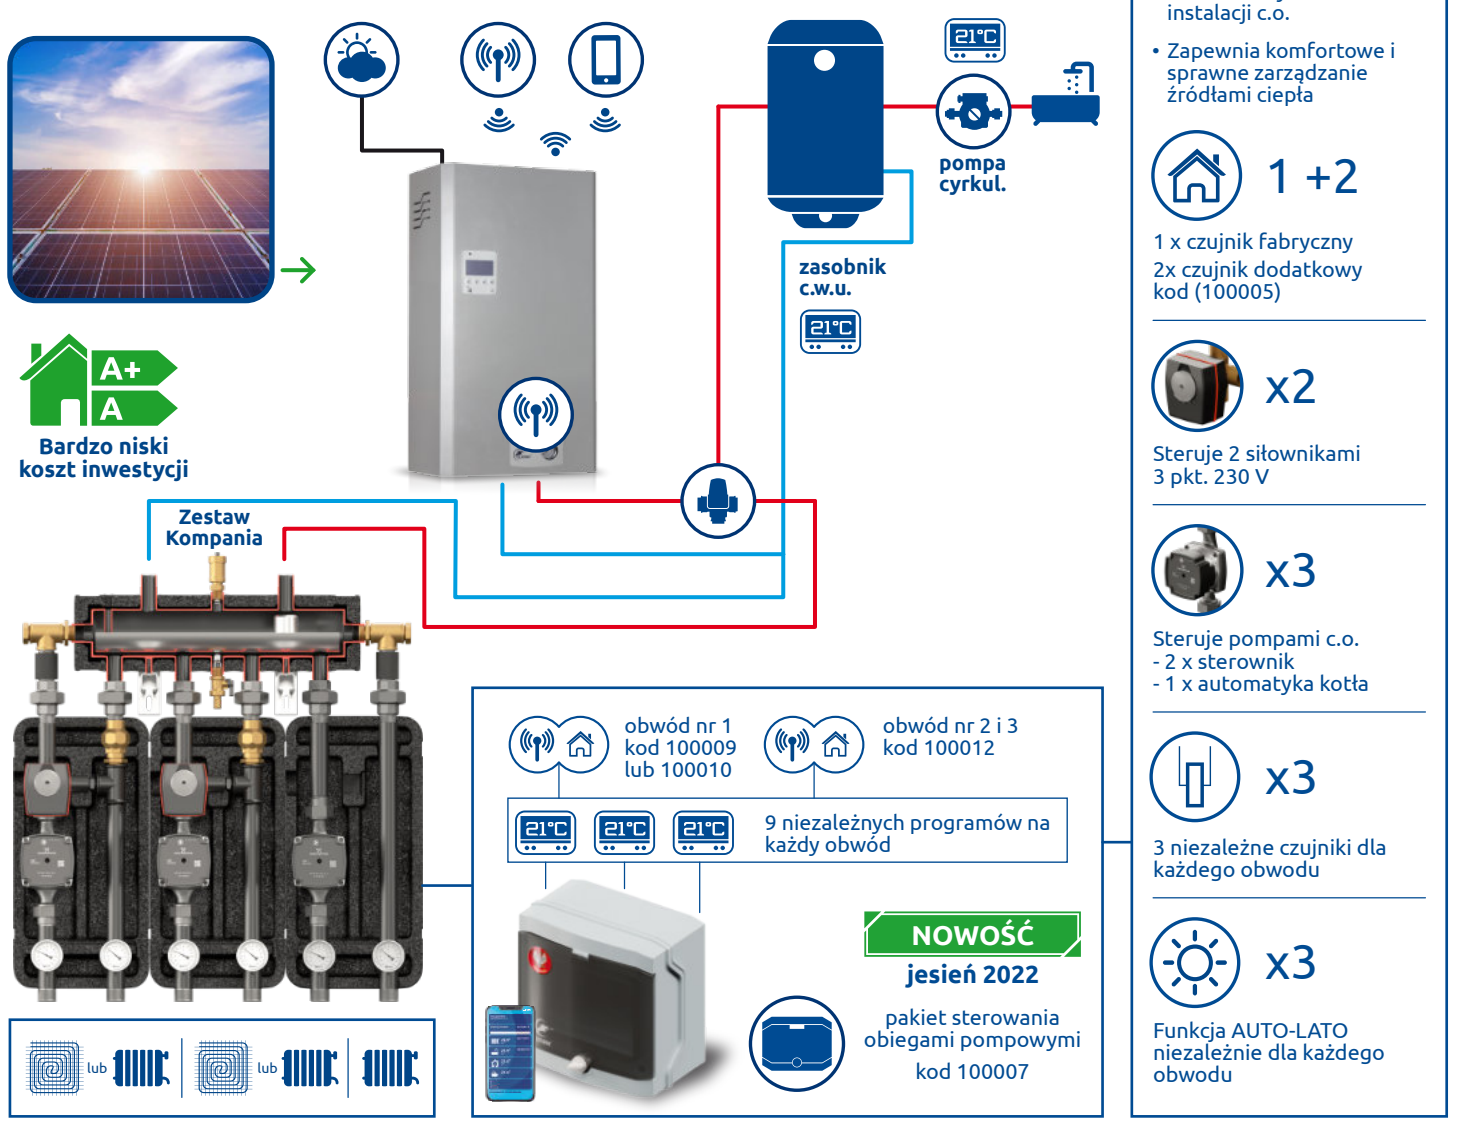 instalacji c.o.
• Zapewnia komfortowe i
sprawne zarządzanie
źródłami ciepła
21°C
pompa
cyrkul.
1 +2
1 x czujnik fabryczny
2x czujnik dodatkowy
kod (100005)
zasobnik
c.w.u.
21°C
A+
A
Bardzo niski
koszt inwestycji
x2
Steruje 2 siłownikami
3 pkt. 230 V
Zestaw
Kompania
x3
Steruje pompami c.o.
- 2 x sterownik
- 1 x automatyka kotła
obwód nr 1
kod 100009
lub 100010
obwód nr 2 i 3
kod 100012
21°C
21°C
21°C
9 niezależnych programów na
każdy obwód
x3
3 niezależne czujniki dla
każdego obwodu
NOWOŚĆ
jesień 2022
pakiet sterowania
obiegami pompowymi
kod 100007
x3
Funkcja AUTO-LATO
niezależnie dla każdego
obwodu
lub
lub